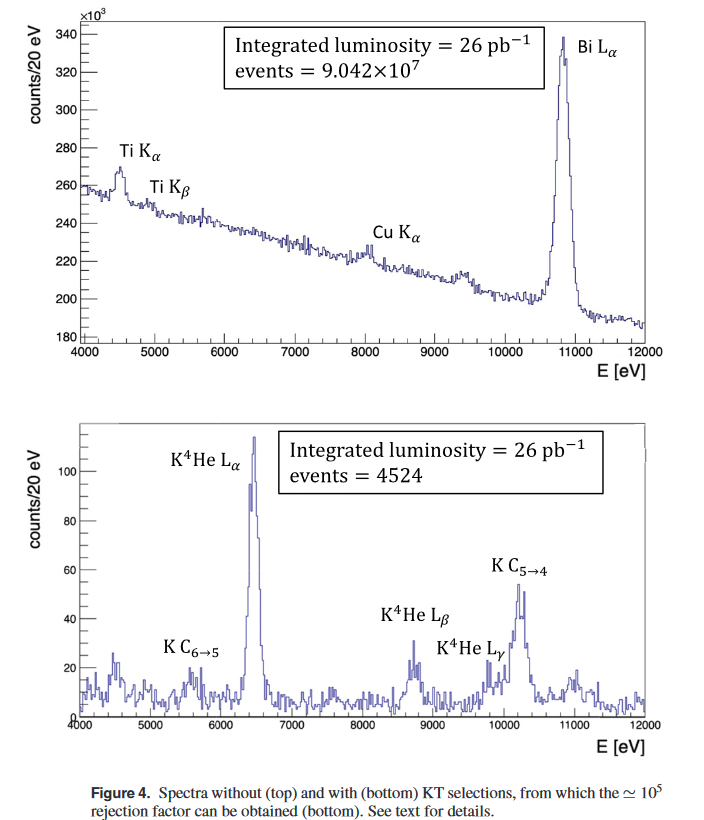 ×10³
counts/20 eV
340
320
300
280
260
240
220
200
180
Integrated luminosity = 26 pb⁻¹
events = 9.042×10⁷
Bi Lα
Ti Kα
Ti Kβ
Cu Kα
4000 5000 6000 7000 8000 9000 10000 11000 12000
E [eV]
counts/20 eV
100
80
60
40
20
0
Integrated luminosity = 26 pb⁻¹
events = 4524
K⁴He Lα
K C₅→₄
K⁴He Lβ
K C₆→₅
K⁴He Lγ
4000 5000 6000 7000 8000 9000 10000 11000 12000
E [eV]
Figure 4. Spectra without (top) and with (bottom) KT selections, from which the ≃ 10⁵
rejection factor can be obtained (bottom). See text for details.